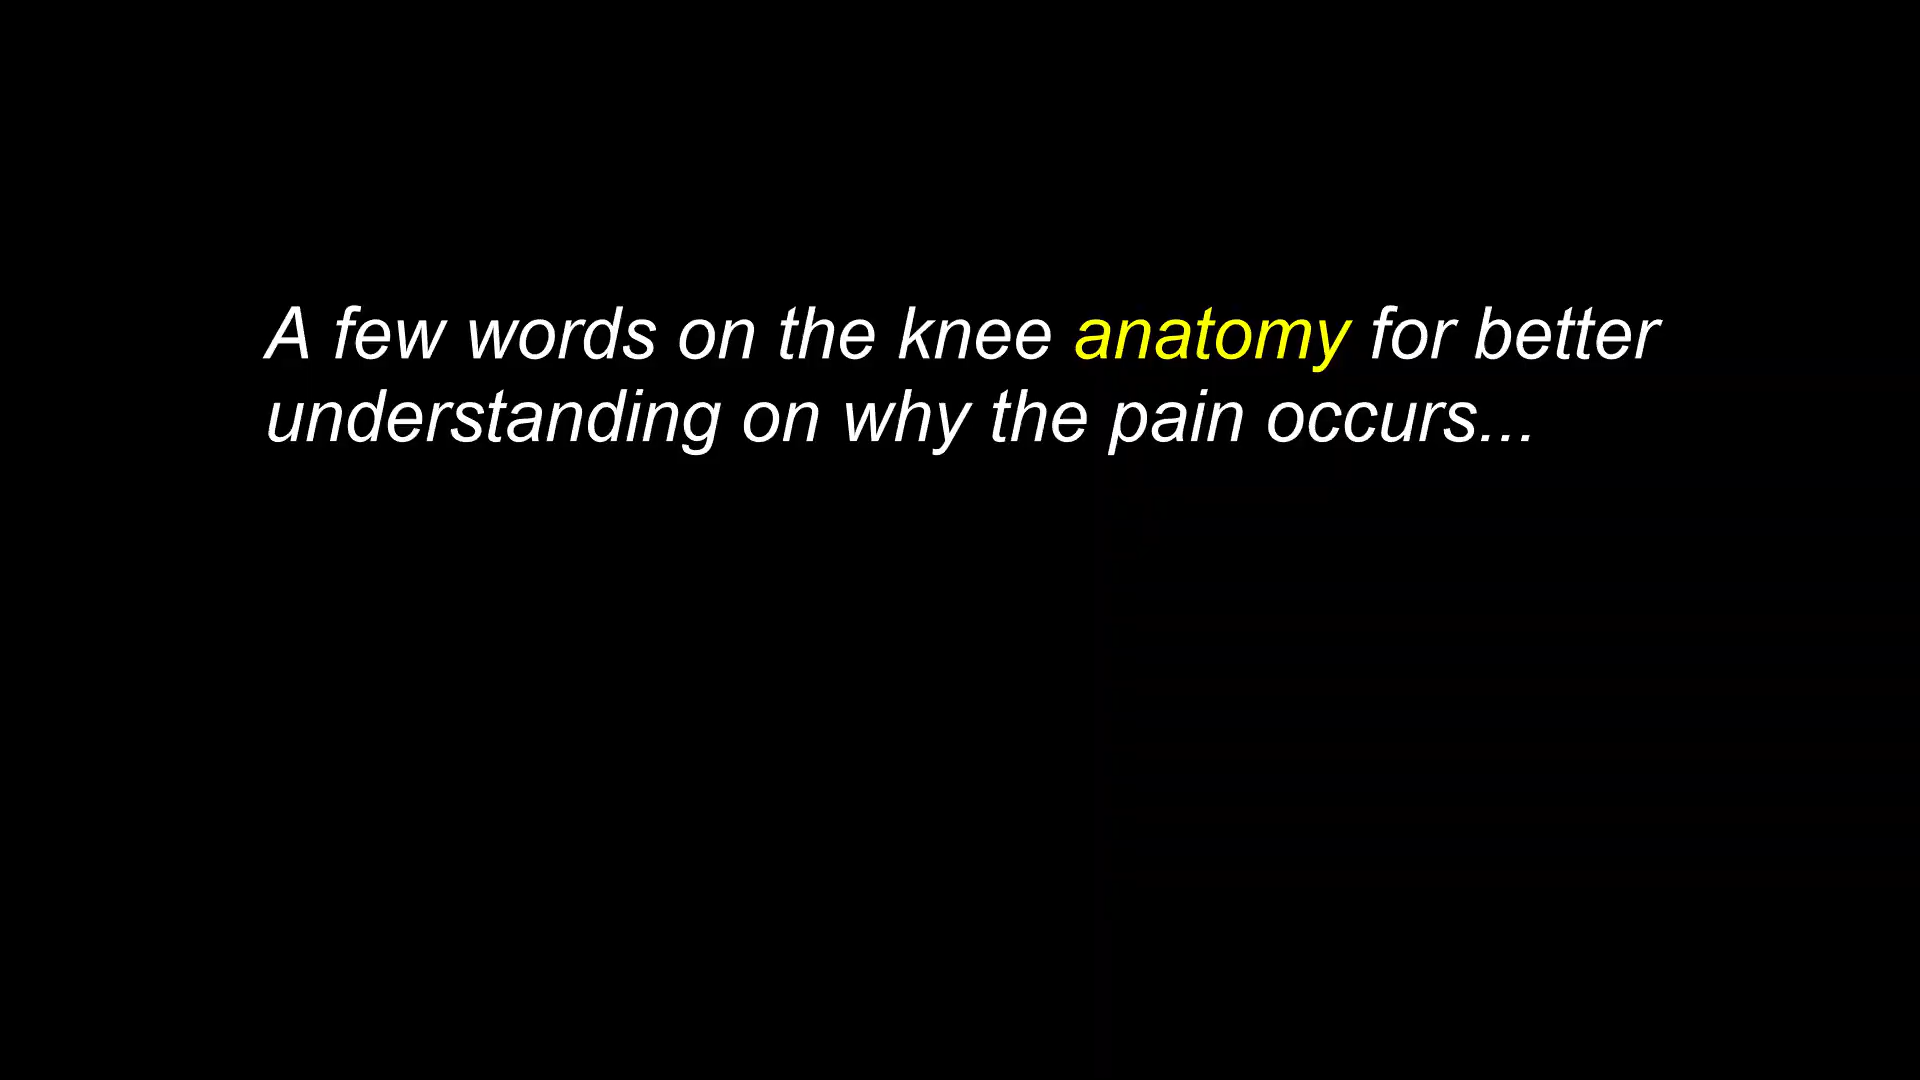 A few words on the knee anatomy for better
understanding on why the pain occurs...